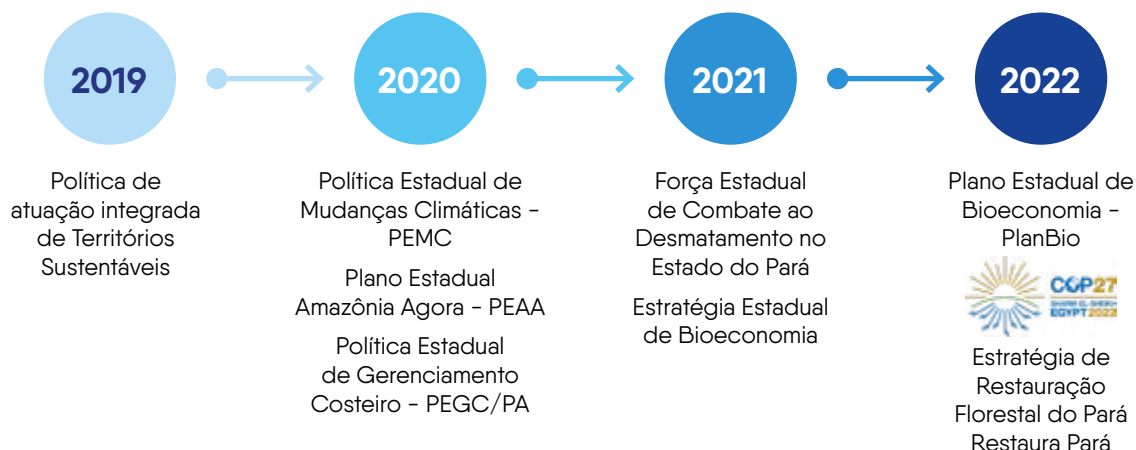 2019
Política de
atuação integrada
de Territórios
Sustentáveis
2020
Política Estadual de
Mudanças Climáticas -
PEMC
Plano Estadual
Amazônia Agora - PEAA
Política Estadual
de Gerenciamento
Costeiro - PEGC/PA
2021
Força Estadual
de Combate ao
Desmatamento no
Estado do Pará
Estratégia Estadual
de Bioeconomia
2022
Plano Estadual de
Bioeconomia -
PlanBio
COP27
SHARM EL-SHEIKH
EGYPT 2022
Estratégia de
Restauração
Florestal do Pará
Restaura Pará